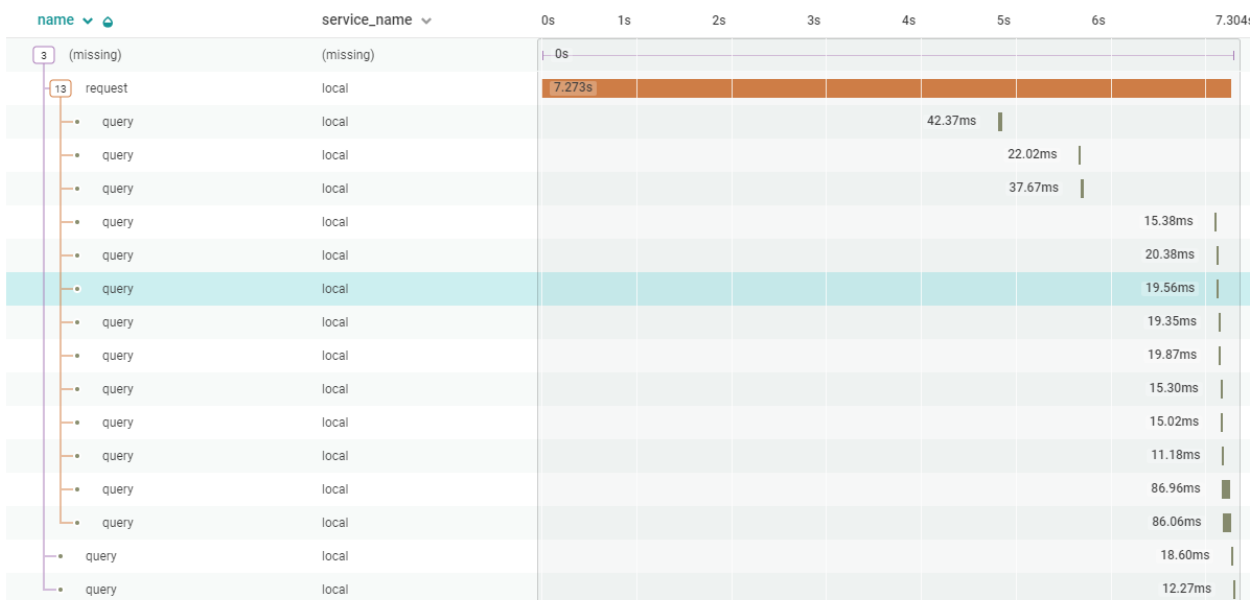 name service_name 0s 1s 2s 3s 4s 5s 6s 7.304s
3 (missing) (missing) 0s
13 request local 7.273s
query local 42.37ms
query local 22.02ms
query local 37.67ms
query local 15.38ms
query local 20.38ms
query local 19.56ms
query local 19.35ms
query local 19.87ms
query local 15.30ms
query local 15.02ms
query local 11.18ms
query local 86.96ms
query local 86.06ms
query local 18.60ms
query local 12.27ms